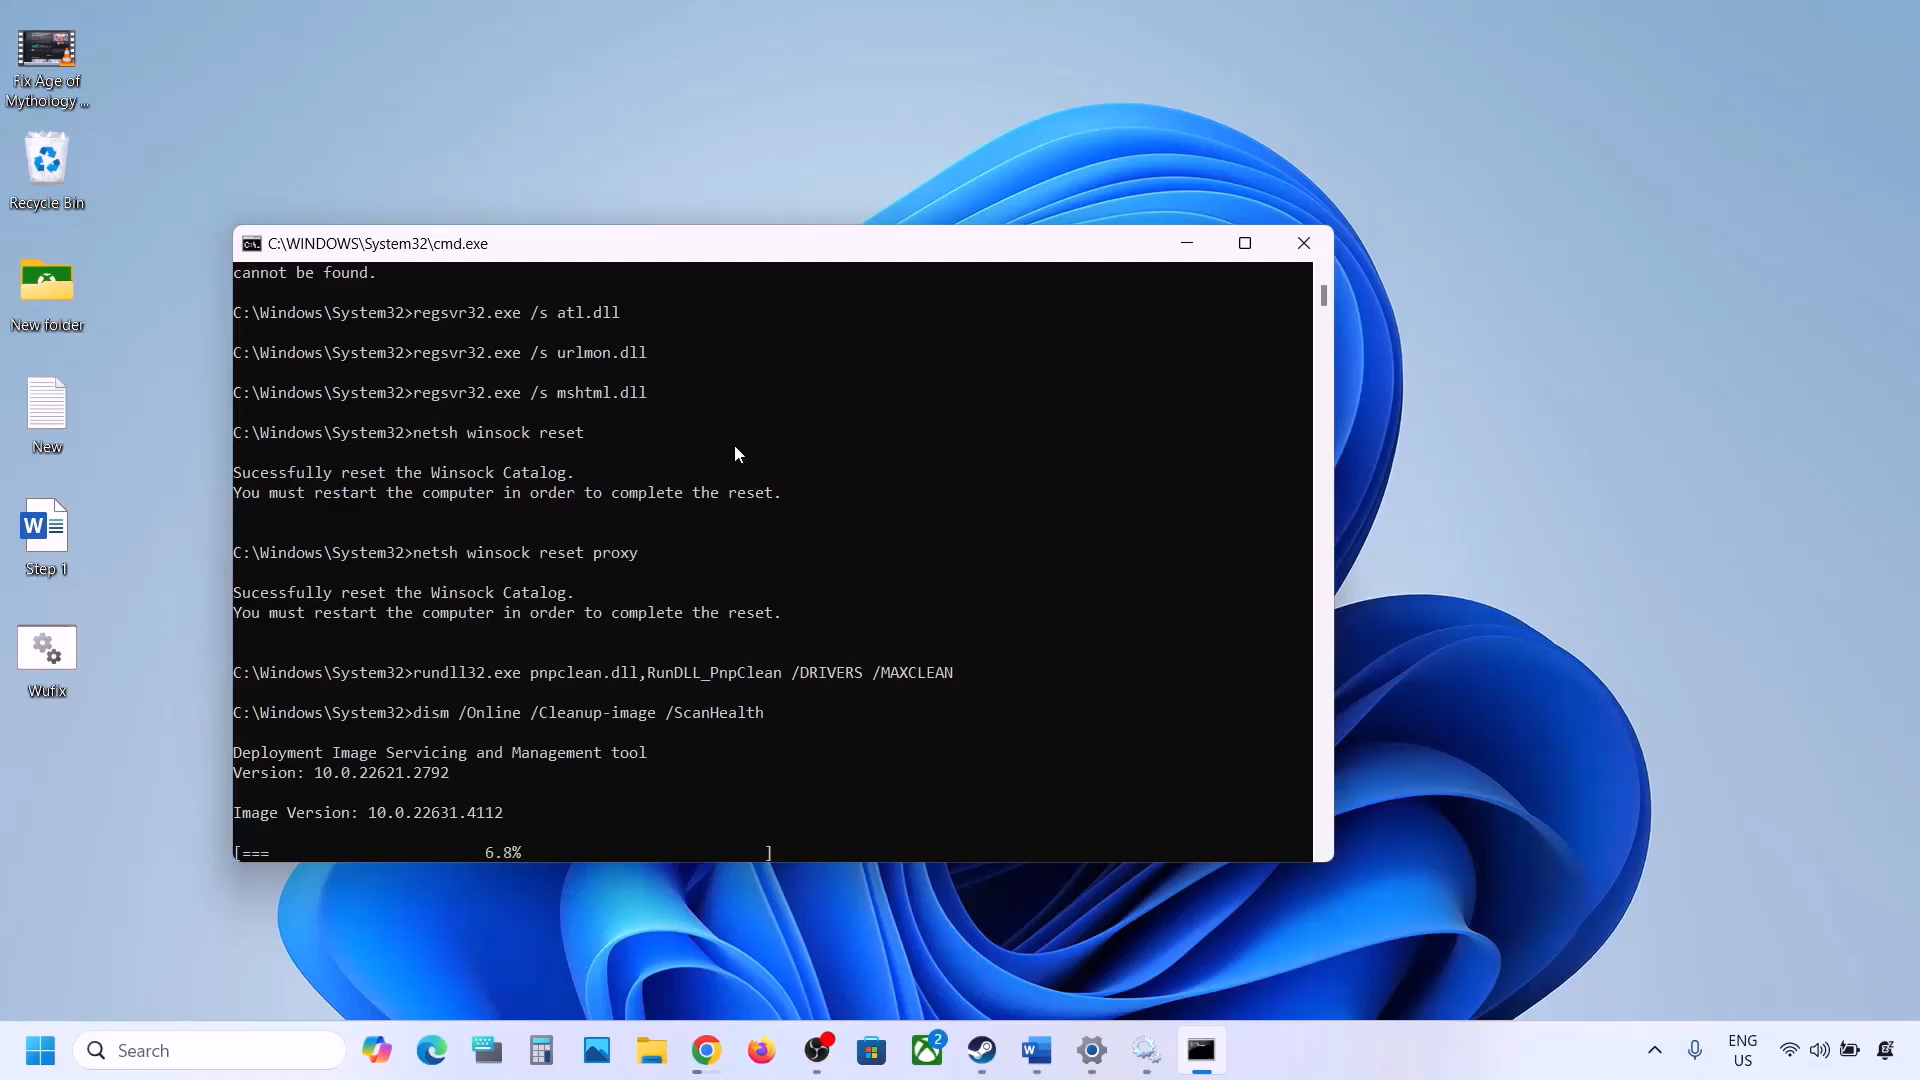 Fix Age of
Mythology ...
Recycle Bin
New folder
New
Step 1
Wufix
C:\WINDOWS\System32\cmd.exe
cannot be found.
C:\Windows\System32>regsvr32.exe /s atl.dll
C:\Windows\System32>regsvr32.exe /s urlmon.dll
C:\Windows\System32>regsvr32.exe /s mshtml.dll
C:\Windows\System32>netsh winsock reset
Sucessfully reset the Winsock Catalog.
You must restart the computer in order to complete the reset.
C:\Windows\System32>netsh winsock reset proxy
Sucessfully reset the Winsock Catalog.
You must restart the computer in order to complete the reset.
C:\Windows\System32>rundll32.exe pnpclean.dll,RunDLL_PnpClean /DRIVERS /MAXCLEAN
C:\Windows\System32>dism /Online /Cleanup-image /ScanHealth
Deployment Image Servicing and Management tool
Version: 10.0.22621.2792
Image Version: 10.0.22631.4112
[===                        6.8%                           ]
Search
2
ENG
US